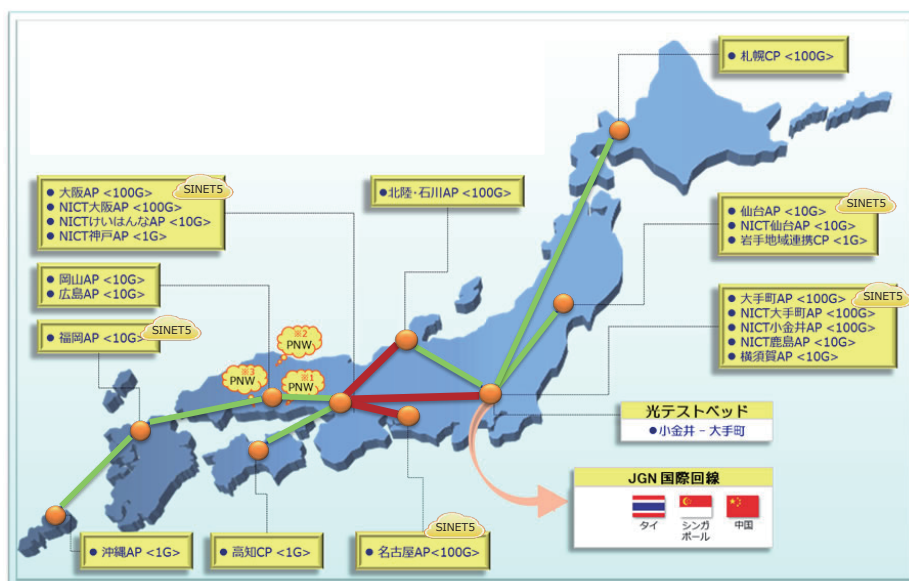 ● 札幌CP <100G>
SINET5
● 大阪AP <100G>
● NICT大阪AP <100G>
● NICTけいはんなAP <10G>
● NICT神戸AP <1G>
●北陸・石川AP <100G>
SINET5
● 仙台AP <10G>
● NICT仙台AP <10G>
● 岩手地域連携CP <1G>
● 岡山AP <10G>
● 広島AP <10G>
SINET5
● 大手町AP <100G>
● NICT大手町AP <100G>
● NICT小金井AP <100G>
● NICT鹿島AP <10G>
● 横須賀AP <10G>
SINET5
● 福岡AP <10G>
※2
PNW
※3
PNW
※1
PNW
光テストベッド
●小金井 – 大手町
JGN 国際回線
タイ
シンガポール
中国
SINET5
● 沖縄AP <1G>
● 高知CP <1G>
● 名古屋AP<100G>